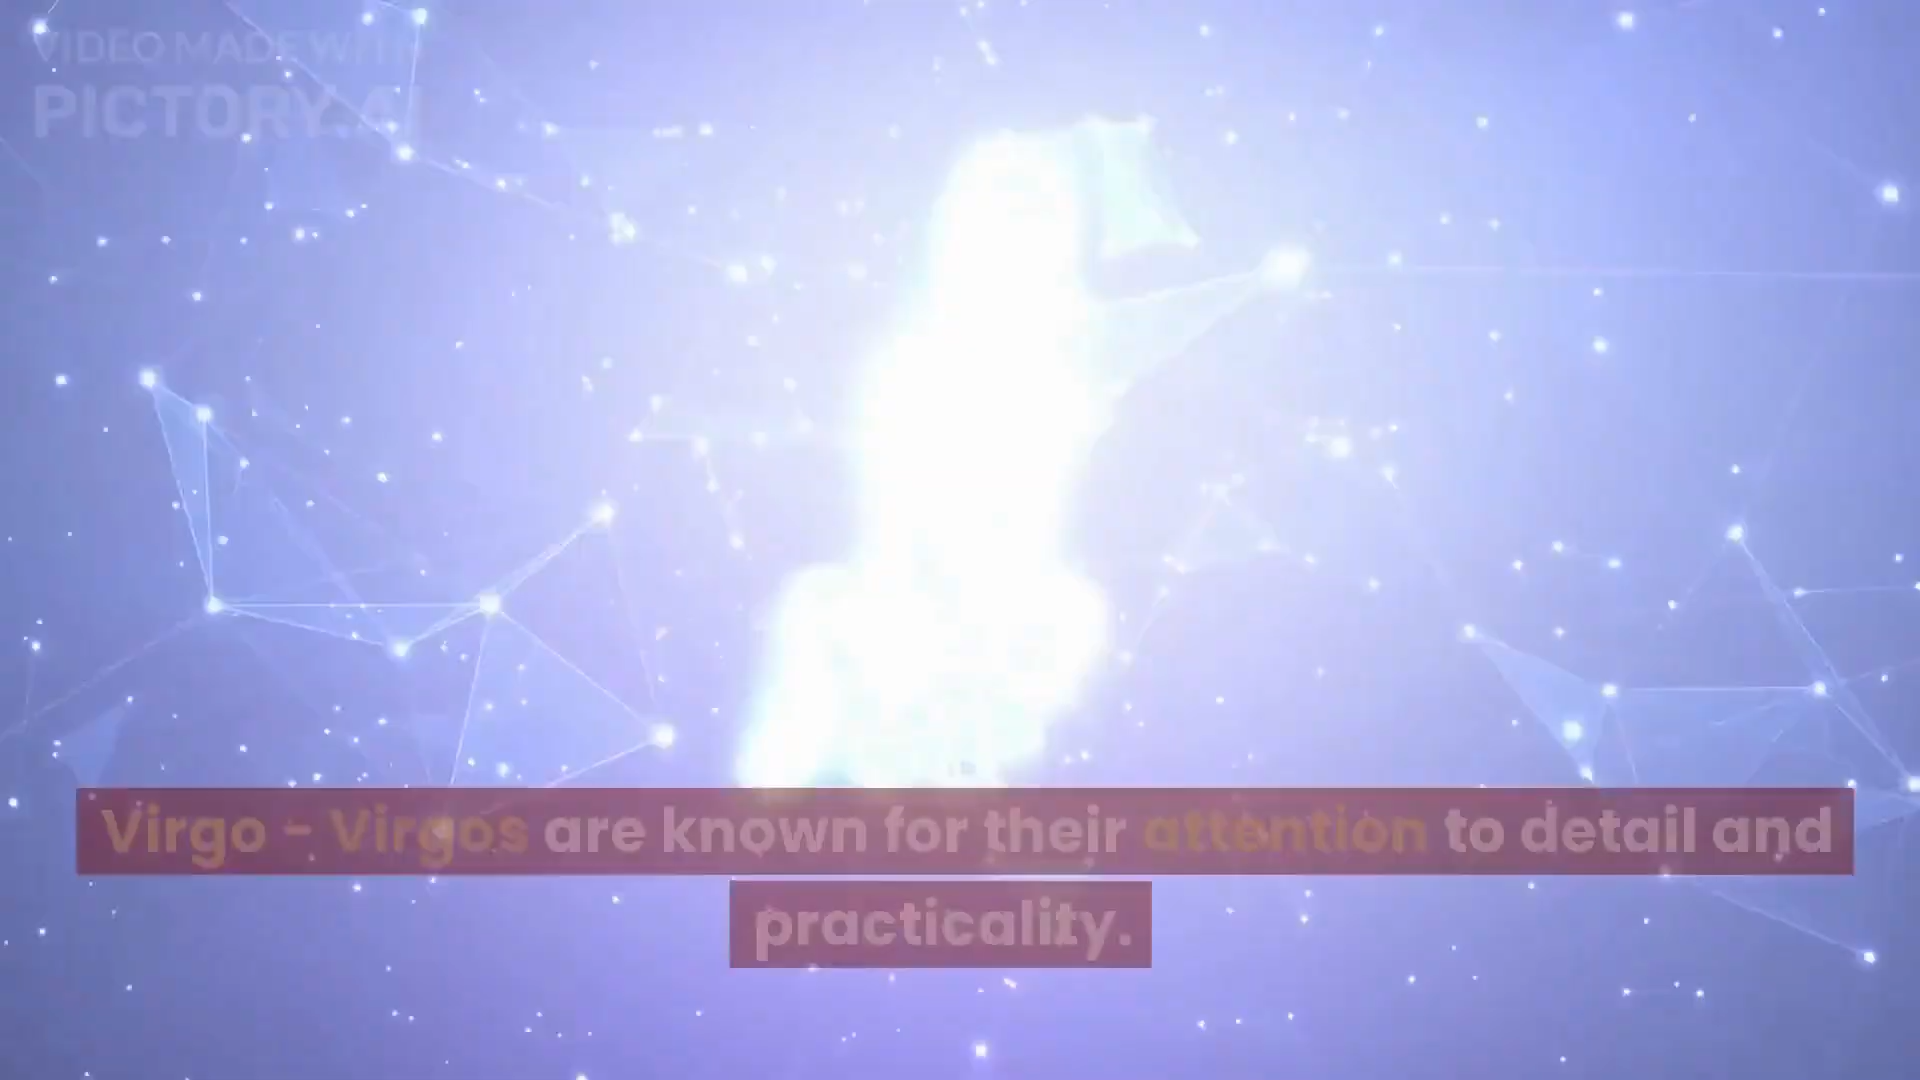 VIDEO MADE WITH
PICTORY.AI
Virgo - Virgos are known for their attention to detail and
practicality.